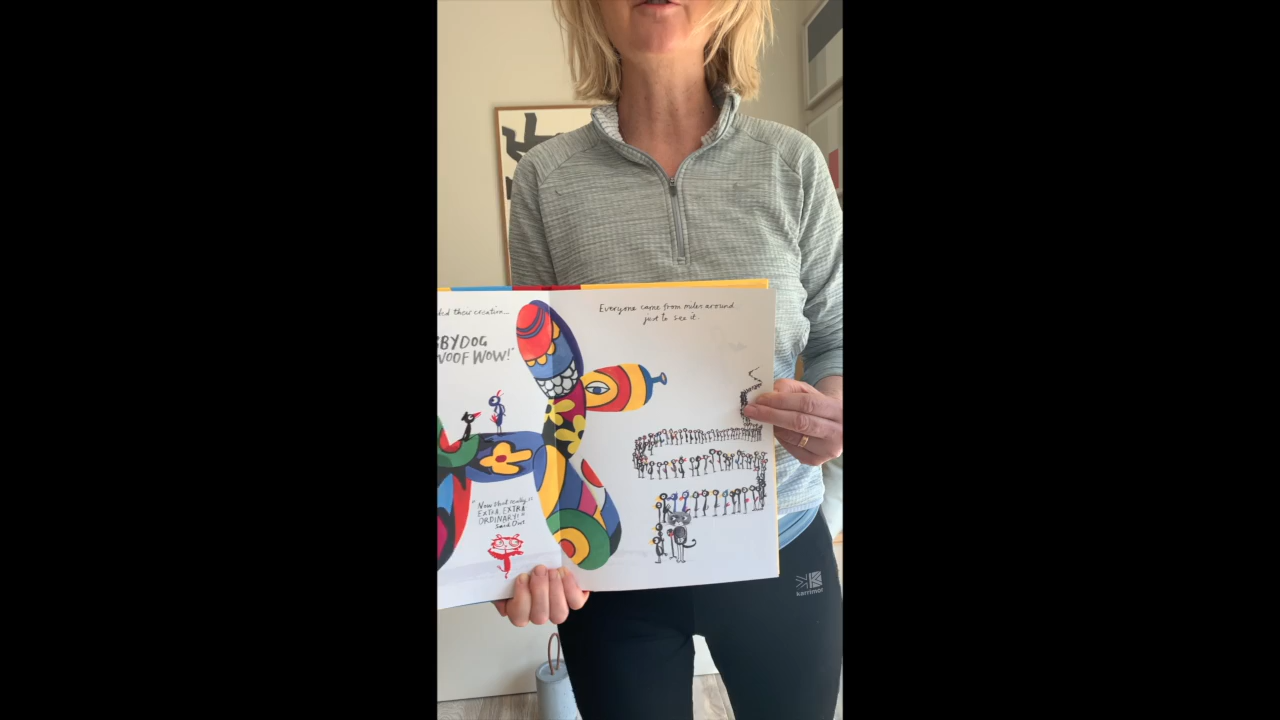 ded their creation...
BYDOG
WOOF WOW!"
Everyone came from miles around
just to see it.
"Now that really is
EXTRA EXTRA
ORDINARY!"
said Owl.
karrimor